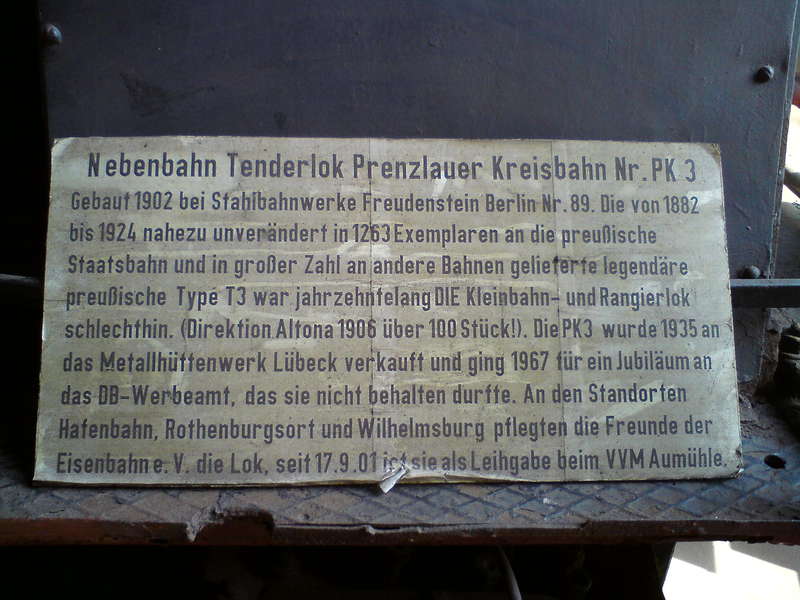 Nebenbahn Tenderlok Prenzlauer Kreisbahn Nr. PK 3
Gebaut 1902 bei Stahlbahnwerke Freudenstein Berlin Nr. 89. Die von 1882
bis 1924 nahezu unverändert in 1263 Exemplaren an die preußische
Staatsbahn und in großer Zahl an andere Bahnen gelieferte legendäre
preußische Type T3 war jahrzehntelang DIE Kleinbahn- und Rangierlok
schlechthin. (Direktion Altona 1906 über 100 Stück!). Die PK3 wurde 1935 an
das Metallhüttenwerk Lübeck verkauft und ging 1967 für ein Jubiläum an
das DB-Werbeamt, das sie nicht behalten durfte. An den Standorten
Hafenbahn, Rothenburgsort und Wilhelmsburg pflegten die Freunde der
Eisenbahn e. V. die Lok, seit 17.9.01 ist sie als Leihgabe beim VVM Aumühle.